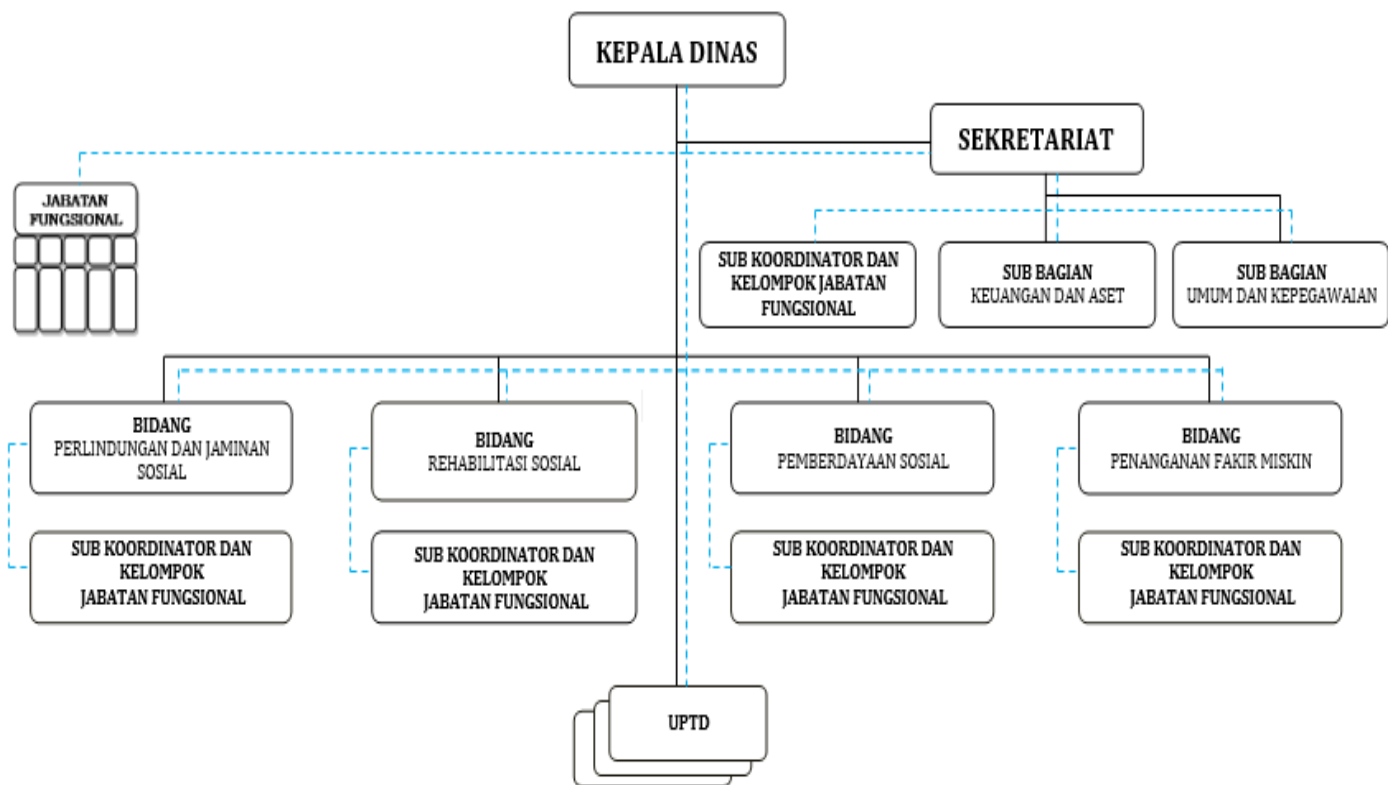 KEPALA DINAS
SEKRETARIAT
JABATAN
FUNGSIONAL
SUB KOORDINATOR DAN
KELOMPOK JABATAN
FUNGSIONAL
SUB BAGIAN
KEUANGAN DAN ASET
SUB BAGIAN
UMUM DAN KEPEGAWAIAN
BIDANG
PERLINDUNGAN DAN JAMINAN
SOSIAL
BIDANG
REHABILITASI SOSIAL
BIDANG
PEMBERDAYAAN SOSIAL
BIDANG
PENANGANAN FAKIR MISKIN
SUB KOORDINATOR DAN
KELOMPOK
JABATAN FUNGSIONAL
SUB KOORDINATOR DAN
KELOMPOK
JABATAN FUNGSIONAL
SUB KOORDINATOR DAN
KELOMPOK
JABATAN FUNGSIONAL
SUB KOORDINATOR DAN
KELOMPOK
JABATAN FUNGSIONAL
UPTD